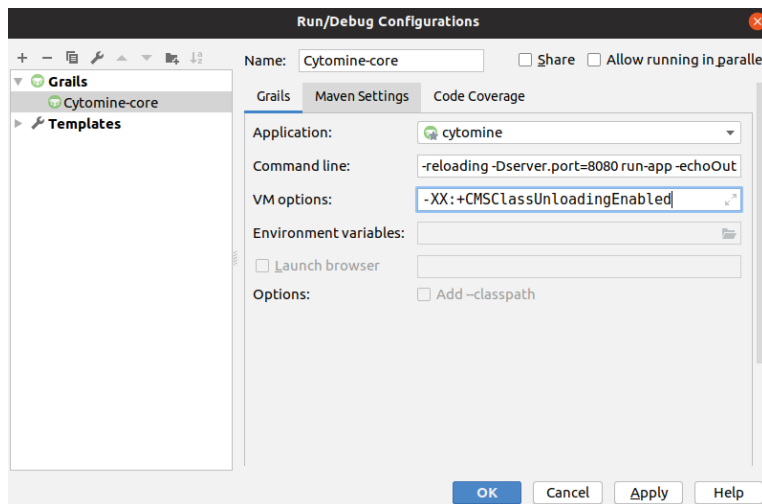 Run/Debug Configurations
Name: Cytomine-core Share Allow running in paralle
Grails
Cytomine-core
Templates
Grails Maven Settings Code Coverage
Application: cytomine
Command line: -reloading -Dserver.port=8080 run-app -echoOut
VM options: -XX:+CMSClassUnloadingEnabled
Environment variables:
Launch browser
Options: Add --classpath
OK Cancel Apply Help